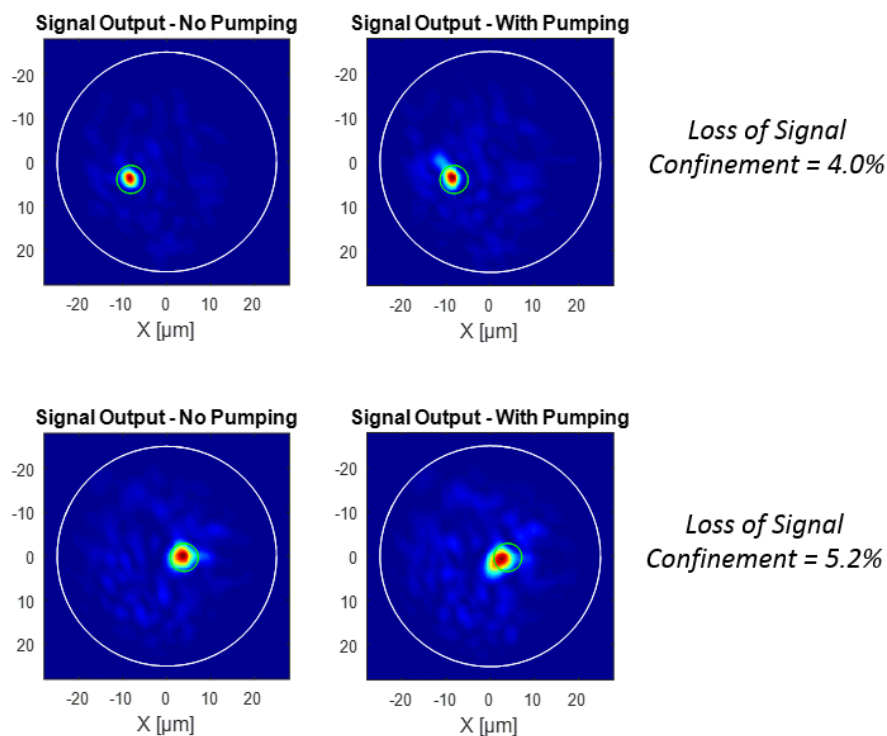 Signal Output - No Pumping
Signal Output - With Pumping
-20
-10
0
10
20
-20 -10 0 10 20
X [µm]
-20
-10
0
10
20
-20 -10 0 10 20
X [µm]
Loss of Signal
Confinement = 4.0%
Signal Output - No Pumping
Signal Output - With Pumping
-20
-10
0
10
20
-20 -10 0 10 20
X [µm]
-20
-10
0
10
20
-20 -10 0 10 20
X [µm]
Loss of Signal
Confinement = 5.2%